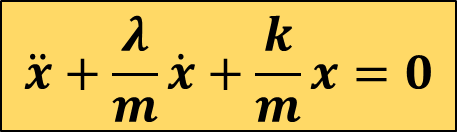 ẍ + λ/m ẋ + k/m x = 0